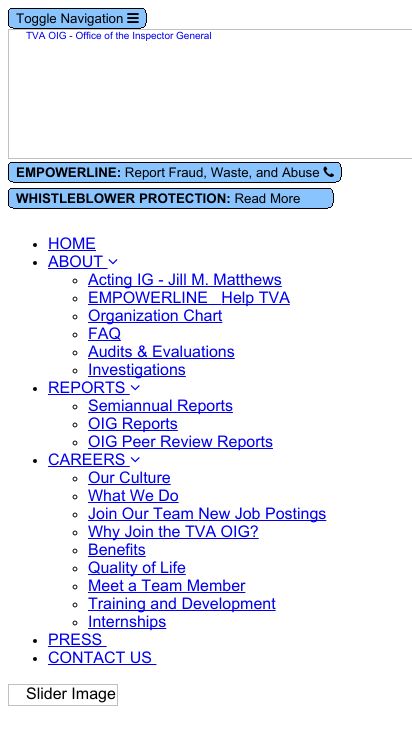 Toggle Navigation
TVA OIG - Office of the Inspector General
EMPOWERLINE: Report Fraud, Waste, and Abuse
WHISTLEBLOWER PROTECTION: Read More
HOME
ABOUT
Acting IG - Jill M. Matthews
EMPOWERLINE   Help TVA
Organization Chart
FAQ
Audits & Evaluations
Investigations
REPORTS
Semiannual Reports
OIG Reports
OIG Peer Review Reports
CAREERS
Our Culture
What We Do
Join Our Team New Job Postings
Why Join the TVA OIG?
Benefits
Quality of Life
Meet a Team Member
Training and Development
Internships
PRESS
CONTACT US
Slider Image